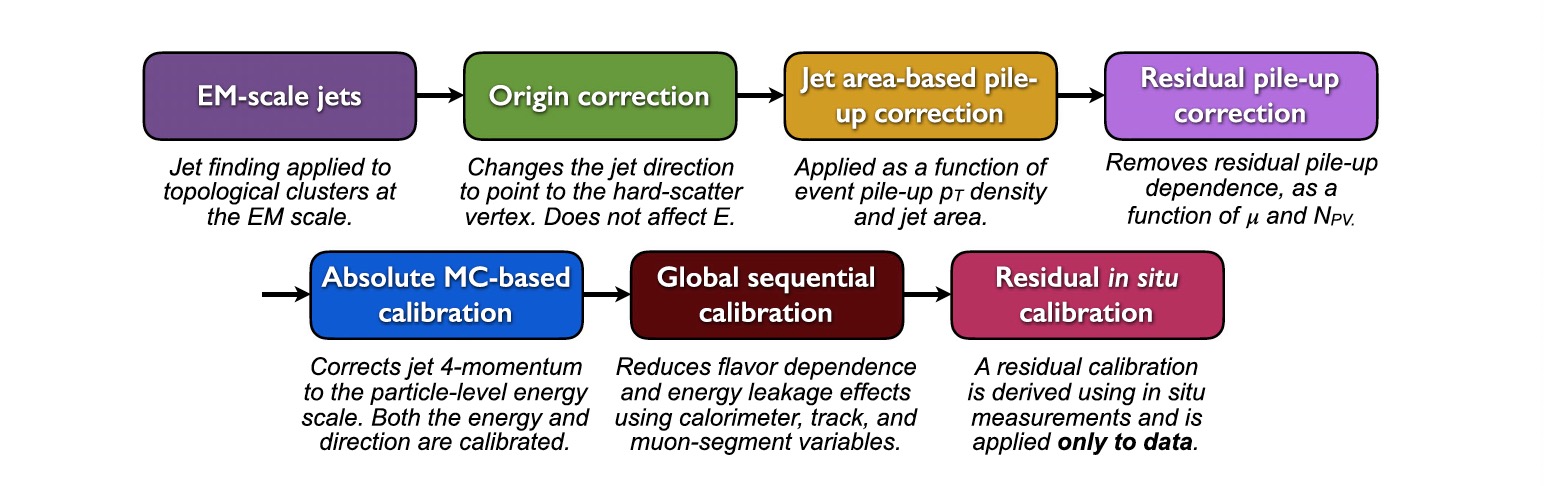 EM-scale jets
Jet finding applied to
topological clusters at
the EM scale.
Origin correction
Changes the jet direction
to point to the hard-scatter
vertex. Does not affect E.
Jet area-based pile-
up correction
Applied as a function of
event pile-up pT density
and jet area.
Residual pile-up
correction
Removes residual pile-up
dependence, as a
function of μ and NPV.
Absolute MC-based
calibration
Corrects jet 4-momentum
to the particle-level energy
scale. Both the energy and
direction are calibrated.
Global sequential
calibration
Reduces flavor dependence
and energy leakage effects
using calorimeter, track, and
muon-segment variables.
Residual in situ
calibration
A residual calibration
is derived using in situ
measurements and is
applied only to data.